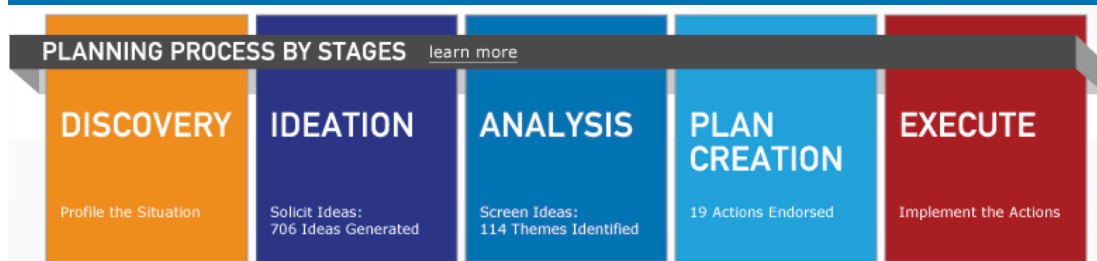 PLANNING PROCESS BY STAGES learn more
DISCOVERY
Profile the Situation
IDEATION
Solicit Ideas:
706 Ideas Generated
ANALYSIS
Screen Ideas:
114 Themes Identified
PLAN
CREATION
19 Actions Endorsed
EXECUTE
Implement the Actions